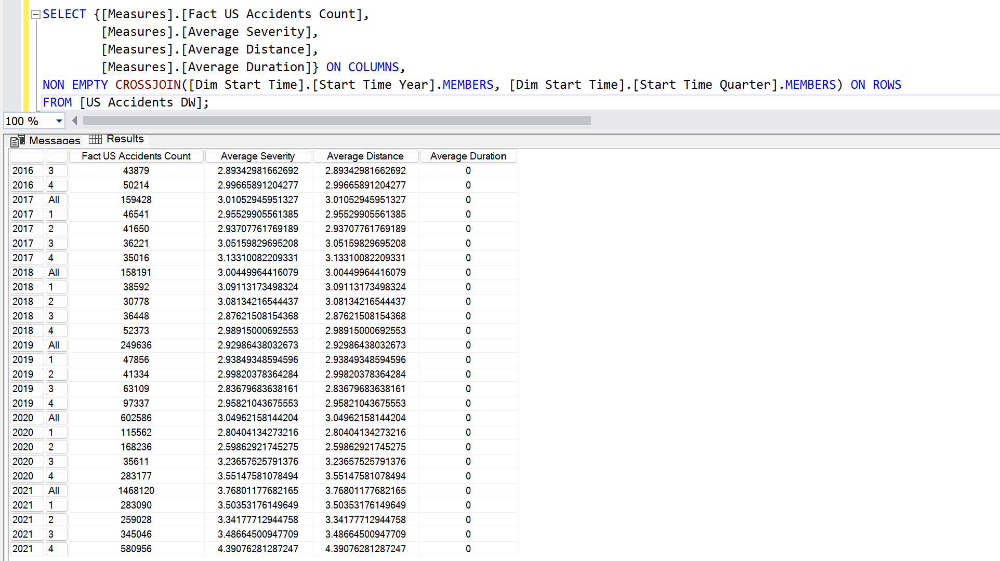 SELECT {[Measures].[Fact US Accidents Count],
[Measures].[Average Severity],
[Measures].[Average Distance],
[Measures].[Average Duration]} ON COLUMNS,
NON EMPTY CROSSJOIN([Dim Start Time].[Start Time Year].MEMBERS, [Dim Start Time].[Start Time Quarter].MEMBERS) ON ROWS
FROM [US Accidents DW];
100 %
Messages Results
Fact US Accidents Count Average Severity Average Distance Average Duration
2016 3 43879 2.89342981662692 2.89342981662692 0
2016 4 50214 2.99665891204277 2.99665891204277 0
2017 All 159428 3.01052945951327 3.01052945951327 0
2017 1 46541 2.95529905561385 2.95529905561385 0
2017 2 41650 2.93707761769189 2.93707761769189 0
2017 3 36221 3.05159829695208 3.05159829695208 0
2017 4 35016 3.13310082209331 3.13310082209331 0
2018 All 158191 3.00449964416079 3.00449964416079 0
2018 1 38592 3.09113173498324 3.09113173498324 0
2018 2 30778 3.08134216544437 3.08134216544437 0
2018 3 36448 2.87621508154368 2.87621508154368 0
2018 4 52373 2.98915000692553 2.98915000692553 0
2019 All 249636 2.92986438032673 2.92986438032673 0
2019 1 47856 2.93849348594596 2.93849348594596 0
2019 2 41334 2.99820378364284 2.99820378364284 0
2019 3 63109 2.83679683638161 2.83679683638161 0
2019 4 97337 2.95821043675553 2.95821043675553 0
2020 All 602586 3.04962158144204 3.04962158144204 0
2020 1 115562 2.80404134273216 2.80404134273216 0
2020 2 168236 2.59862921745275 2.59862921745275 0
2020 3 35611 3.23657525791376 3.23657525791376 0
2020 4 283177 3.55147581078494 3.55147581078494 0
2021 All 1468120 3.76801177682165 3.76801177682165 0
2021 1 283090 3.50353176149649 3.50353176149649 0
2021 2 259028 3.34177712944758 3.34177712944758 0
2021 3 345046 3.48664500947709 3.48664500947709 0
2021 4 580956 4.39076281287247 4.39076281287247 0